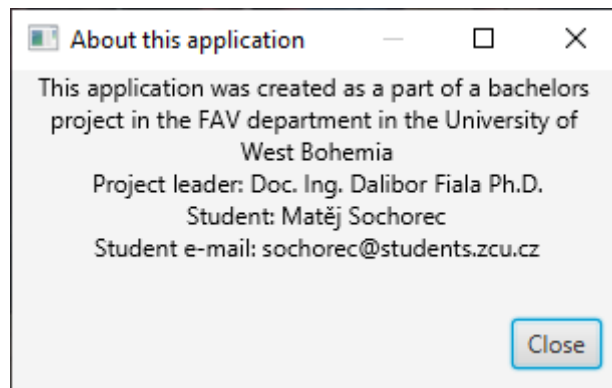 About this application
This application was created as a part of a bachelors
project in the FAV department in the University of
West Bohemia
Project leader: Doc. Ing. Dalibor Fiala Ph.D.
Student: Matěj Sochorec
Student e-mail: sochorec@students.zcu.cz
Close